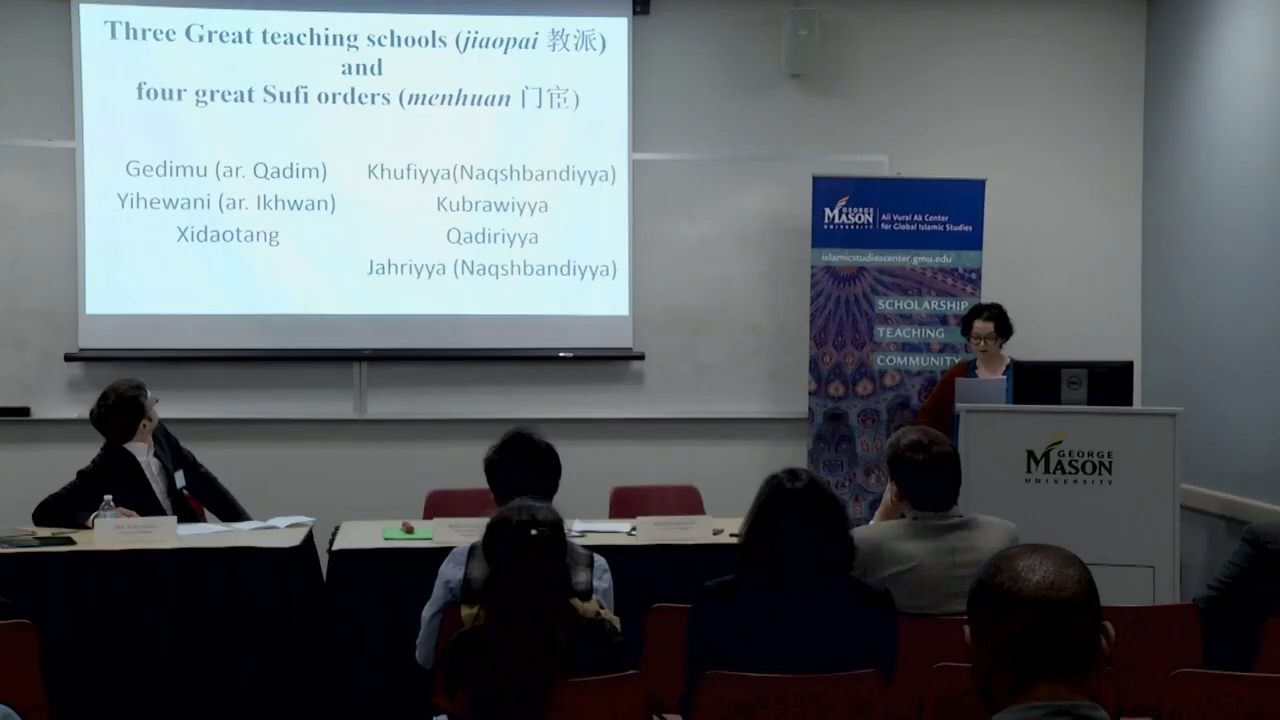 Three Great teaching schools (jiaopai 教派)
and
four great Sufi orders (menhuan 门宦)
Gedimu (ar. Qadim)
Yihewani (ar. Ikhwan)
Xidaotang
Khufiyya(Naqshbandiyya)
Kubrawiyya
Qadiriyya
Jahriyya (Naqshbandiyya)
GEORGE
MASON
UNIVERSITY
Ali Vural Ak Center
for Global Islamic Studies
islamicstudiescenter.gmu.edu
SCHOLARSHIP
TEACHING
COMMUNITY
DELL
GEORGE
MASON
UNIVERSITY